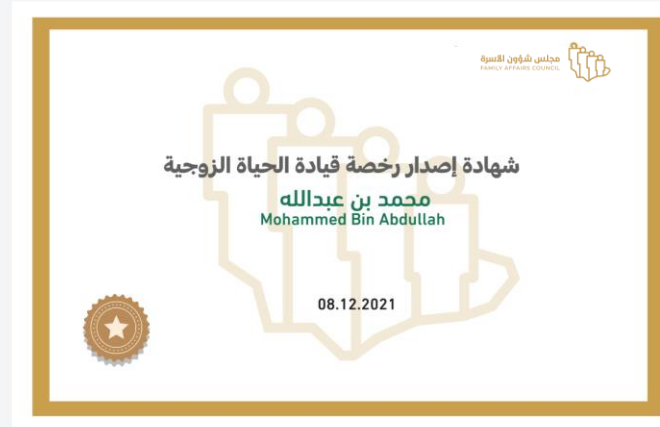 مجلس شؤون الأسرة
FAMILY AFFAIRS COUNCIL
شهادة إصدار رخصة قيادة الحياة الزوجية
محمد بن عبدالله
Mohammed Bin Abdullah
08.12.2021